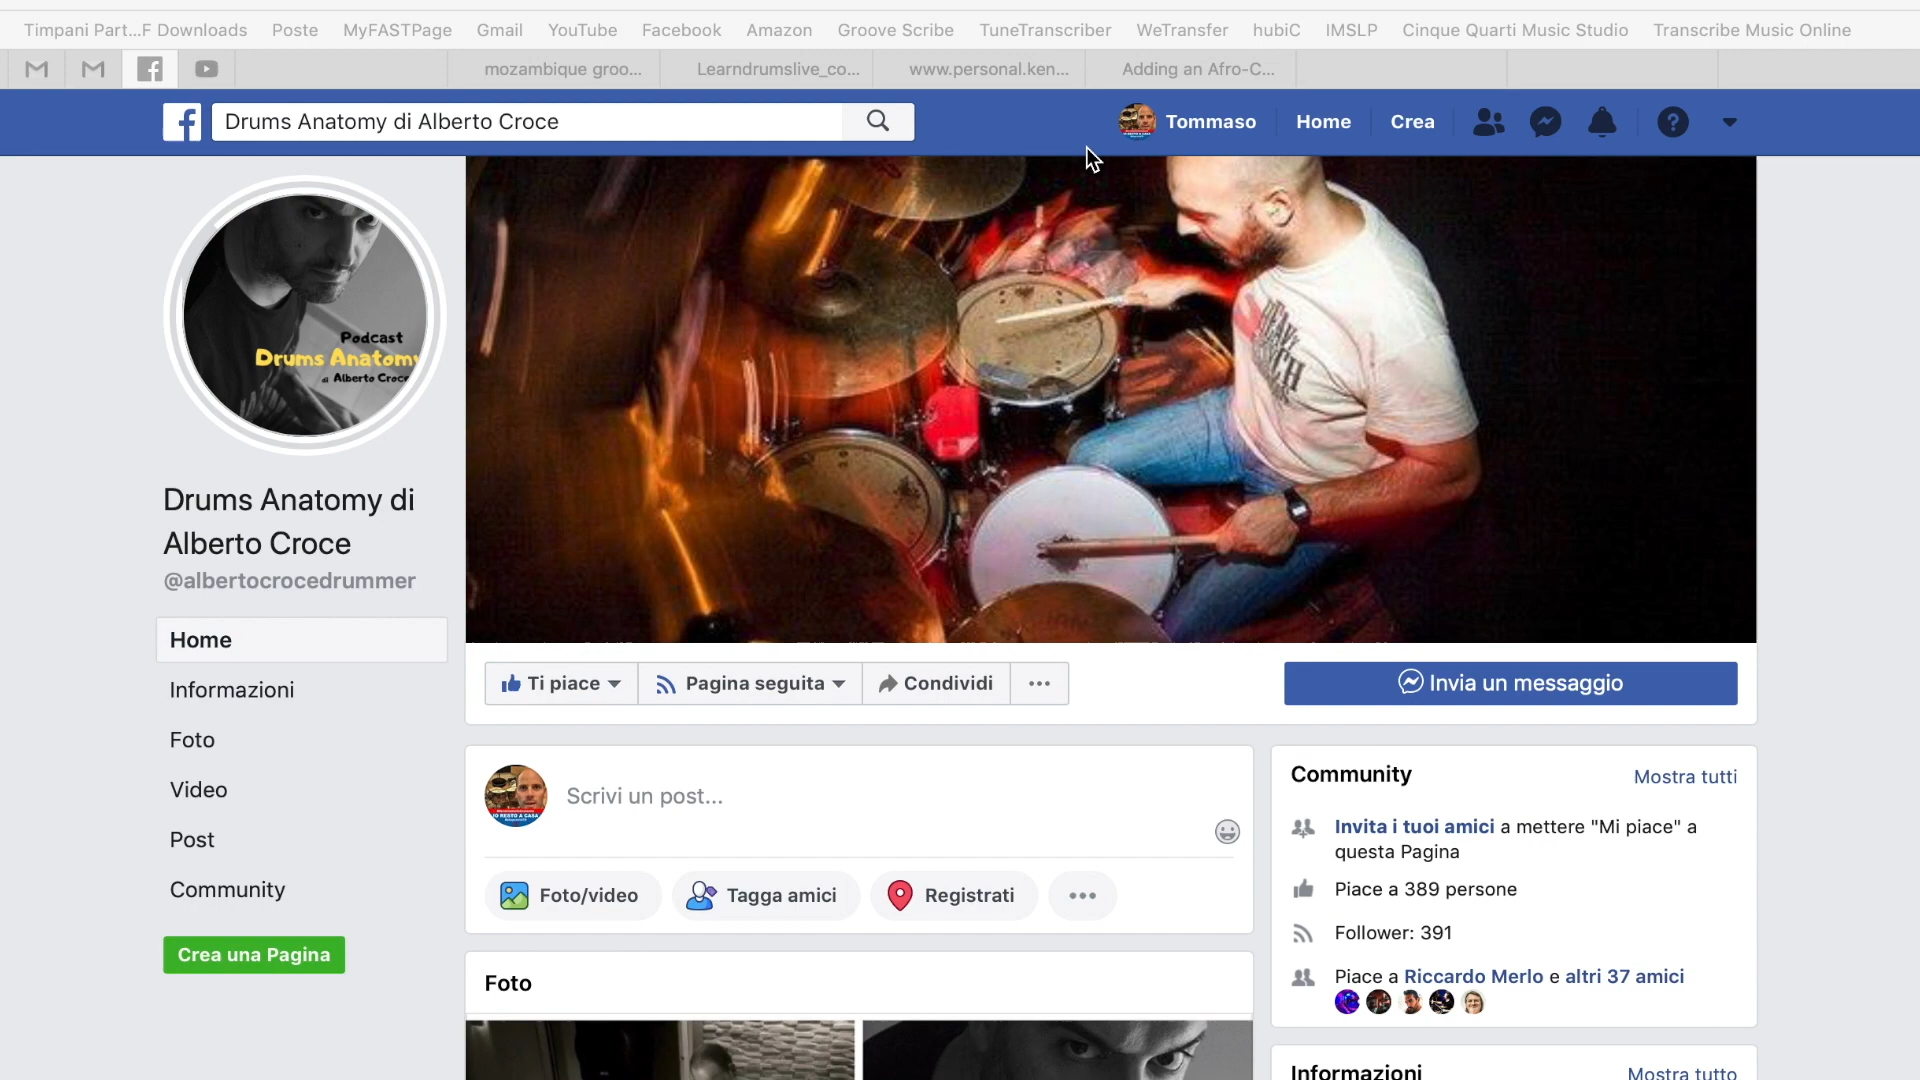 Timpani Part...F Downloads Poste MyFASTPage Gmail YouTube Facebook Amazon Groove Scribe TuneTranscriber WeTransfer hubiC IMSLP Cinque Quarti Music Studio Transcribe Music Online
mozambique groo... Learndrumslive_co... www.personal.ken... Adding an Afro-C...
Drums Anatomy di Alberto Croce
Tommaso Home Crea
Podcast
Drums Anatomy
di Alberto Croce
Drums Anatomy di
Alberto Croce
@albertocrocedrummer
Home
Informazioni
Foto
Video
Post
Community
Crea una Pagina
Ti piace Pagina seguita Condividi ...
Invia un messaggio
IO RESTO A CASA
Scrivi un post...
Foto/video Tagga amici Registrati ...
Foto
Community Mostra tutti
Invita i tuoi amici a mettere "Mi piace" a
questa Pagina
Piace a 389 persone
Follower: 391
Piace a Riccardo Merlo e altri 37 amici
Informazioni Mostra tutto